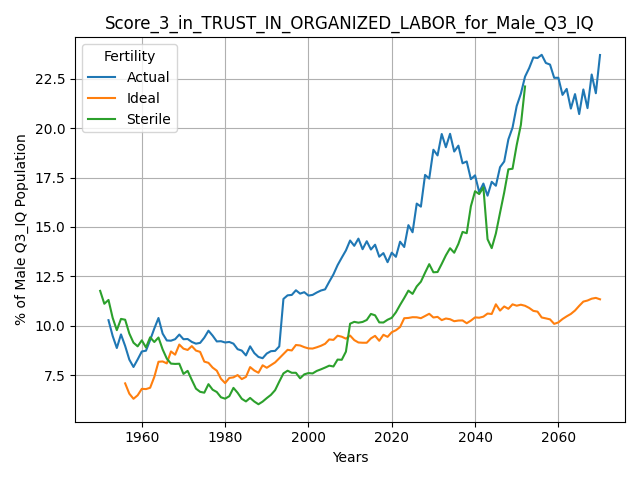 Score_3_in_TRUST_IN_ORGANIZED_LABOR_for_Male_Q3_IQ
Fertility
Actual
Ideal
Sterile
22.5
20.0
17.5
15.0
12.5
10.0
7.5
% of Male Q3_IQ Population
1960 1980 2000 2020 2040 2060
Years